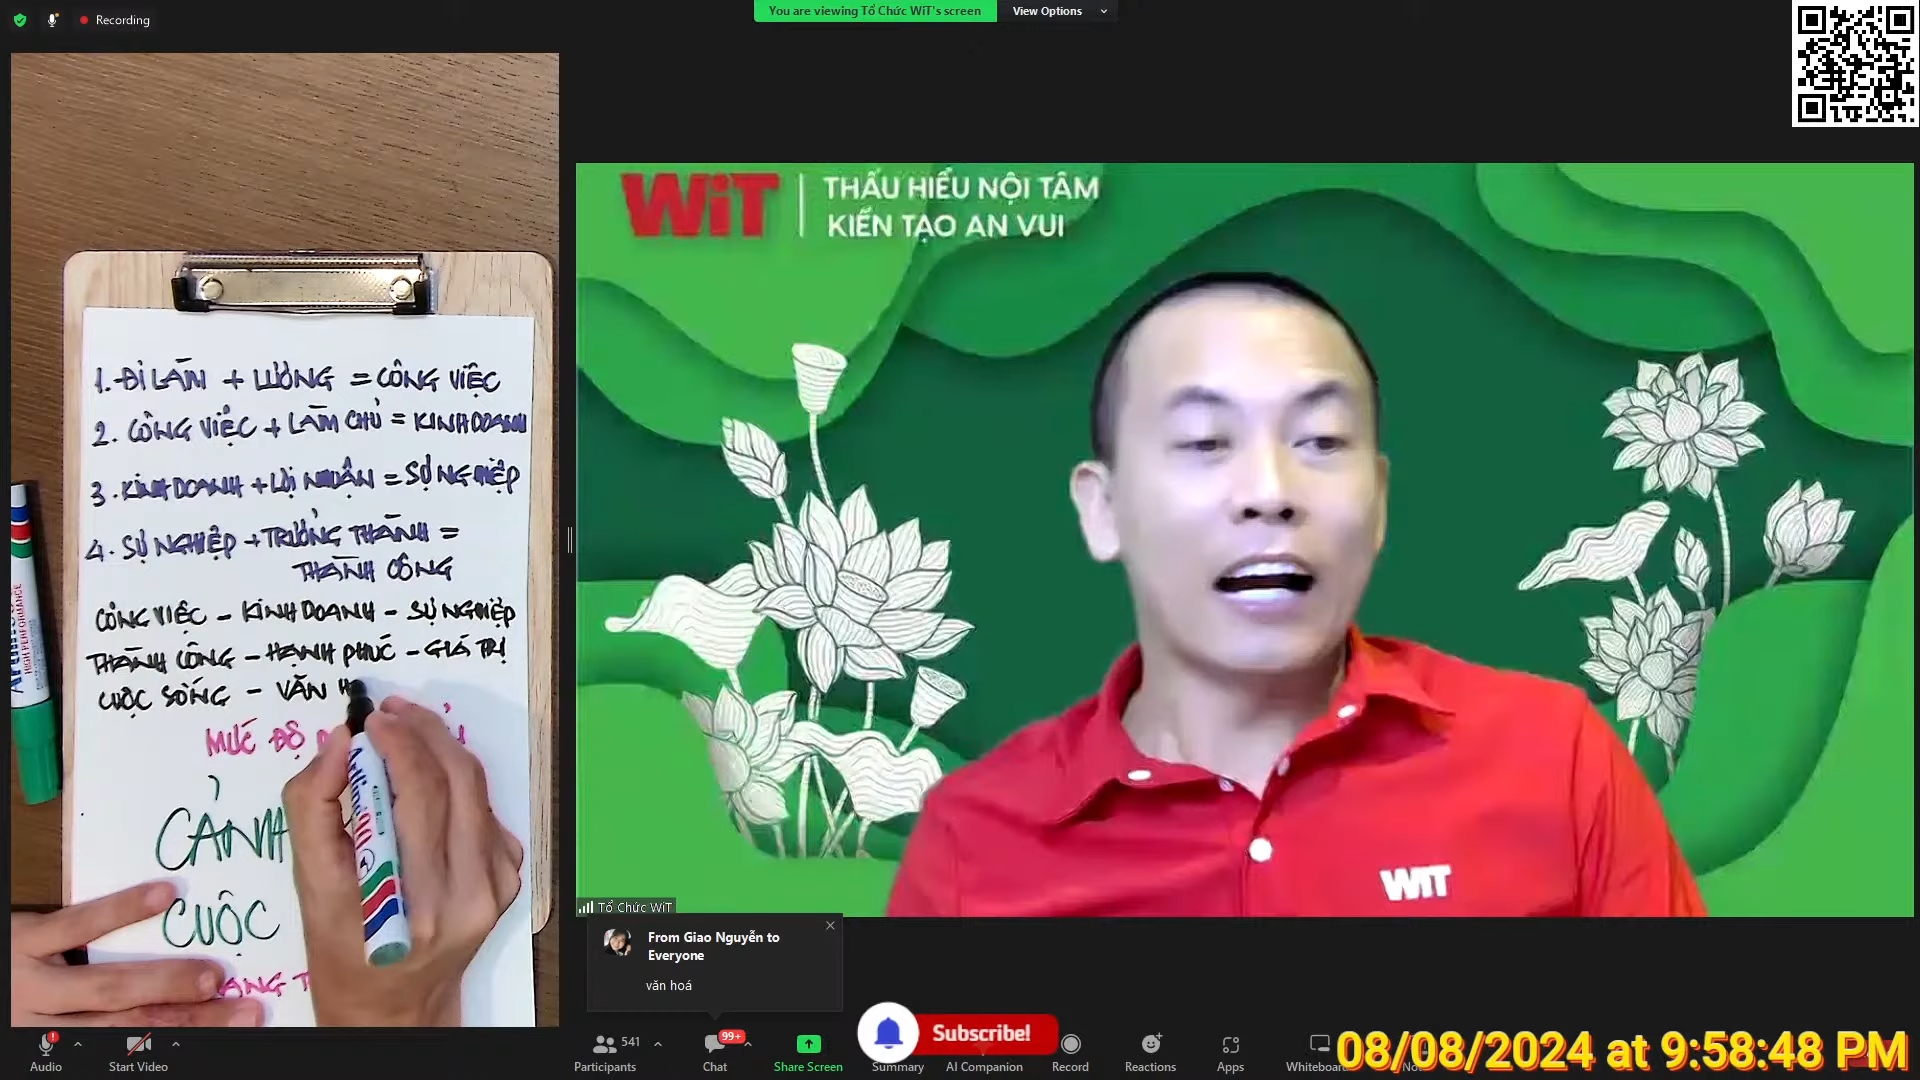 Recording
You are viewing Tổ Chức WiT's screen
View Options
WiT
THẤU HIỂU NỘI TÂM
KIẾN TẠO AN VUI
1. ĐI LÀM + LƯƠNG = CÔNG VIỆC
2. CÔNG VIỆC + LÀM CHỦ = KINH DOANH
3. KINH DOANH + LỢI NHUẬN = SỰ NGHIỆP
4. SỰ NGHIỆP + TRƯỞNG THÀNH =
THÀNH CÔNG
CÔNG VIỆC - KINH DOANH - SỰ NGHIỆP
THÀNH CÔNG - HẠNH PHÚC - GIÁ TRỊ
CUỘC SỐNG - VĂN H
MỨC ĐỘ
CẢNH
CUỘC
Artline
HIGH PERFORMANCE
WiT
Tổ Chức WiT
From Giao Nguyễn to
Everyone
văn hoá
Audio
Start Video
541
Participants
99+
Chat
Share Screen
Summary
Subscribe!
AI Companion
Record
Reactions
Apps
Whiteboard
08/08/2024 at 9:58:48 PM